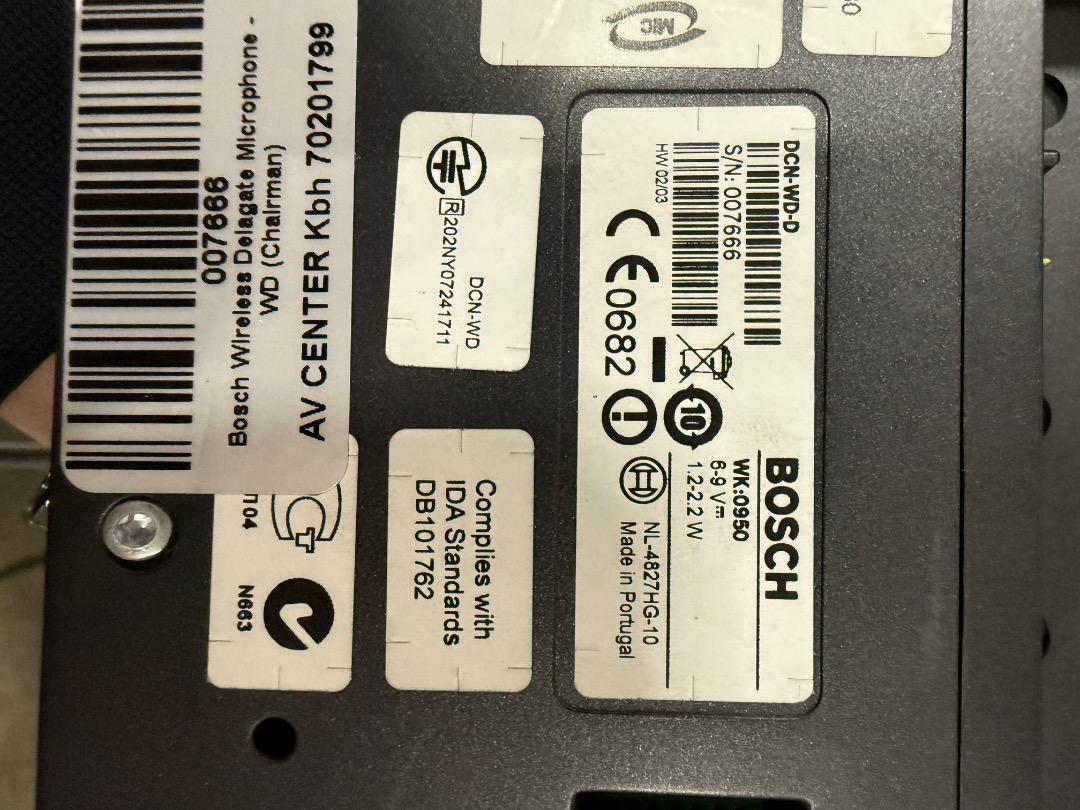 007666
Bosch Wireless Delagate Microphone -
WD (Chairman)
AV CENTER Kbh 70201799
MIC
R 202NY07241711
DCN-WD
N663
Complies with
IDA Standards
DB101762
DCN-WD-D
S/N: 007666
HW 02/03
CE0682
10
BOSCH
WK:0950
6-9 V
1.2-2.2 W
NL-4827HG-10
Made in Portugal